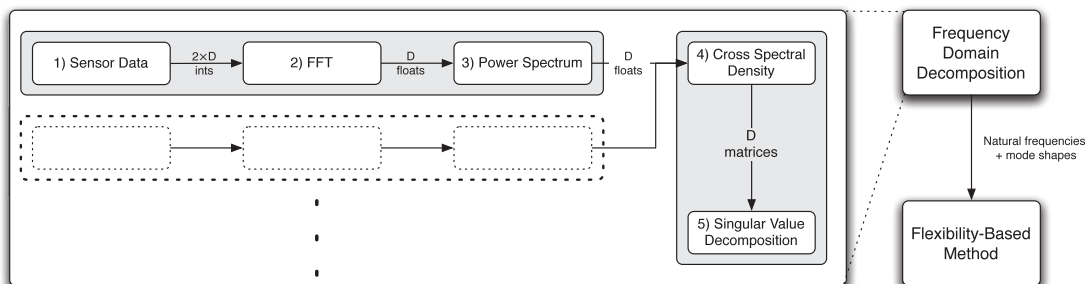 1) Sensor Data
2×D
ints
2) FFT
D
floats
3) Power Spectrum
D
floats
4) Cross Spectral
Density
D
matrices
5) Singular Value
Decomposition
Frequency
Domain
Decomposition
Natural frequencies
+ mode shapes
Flexibility-Based
Method